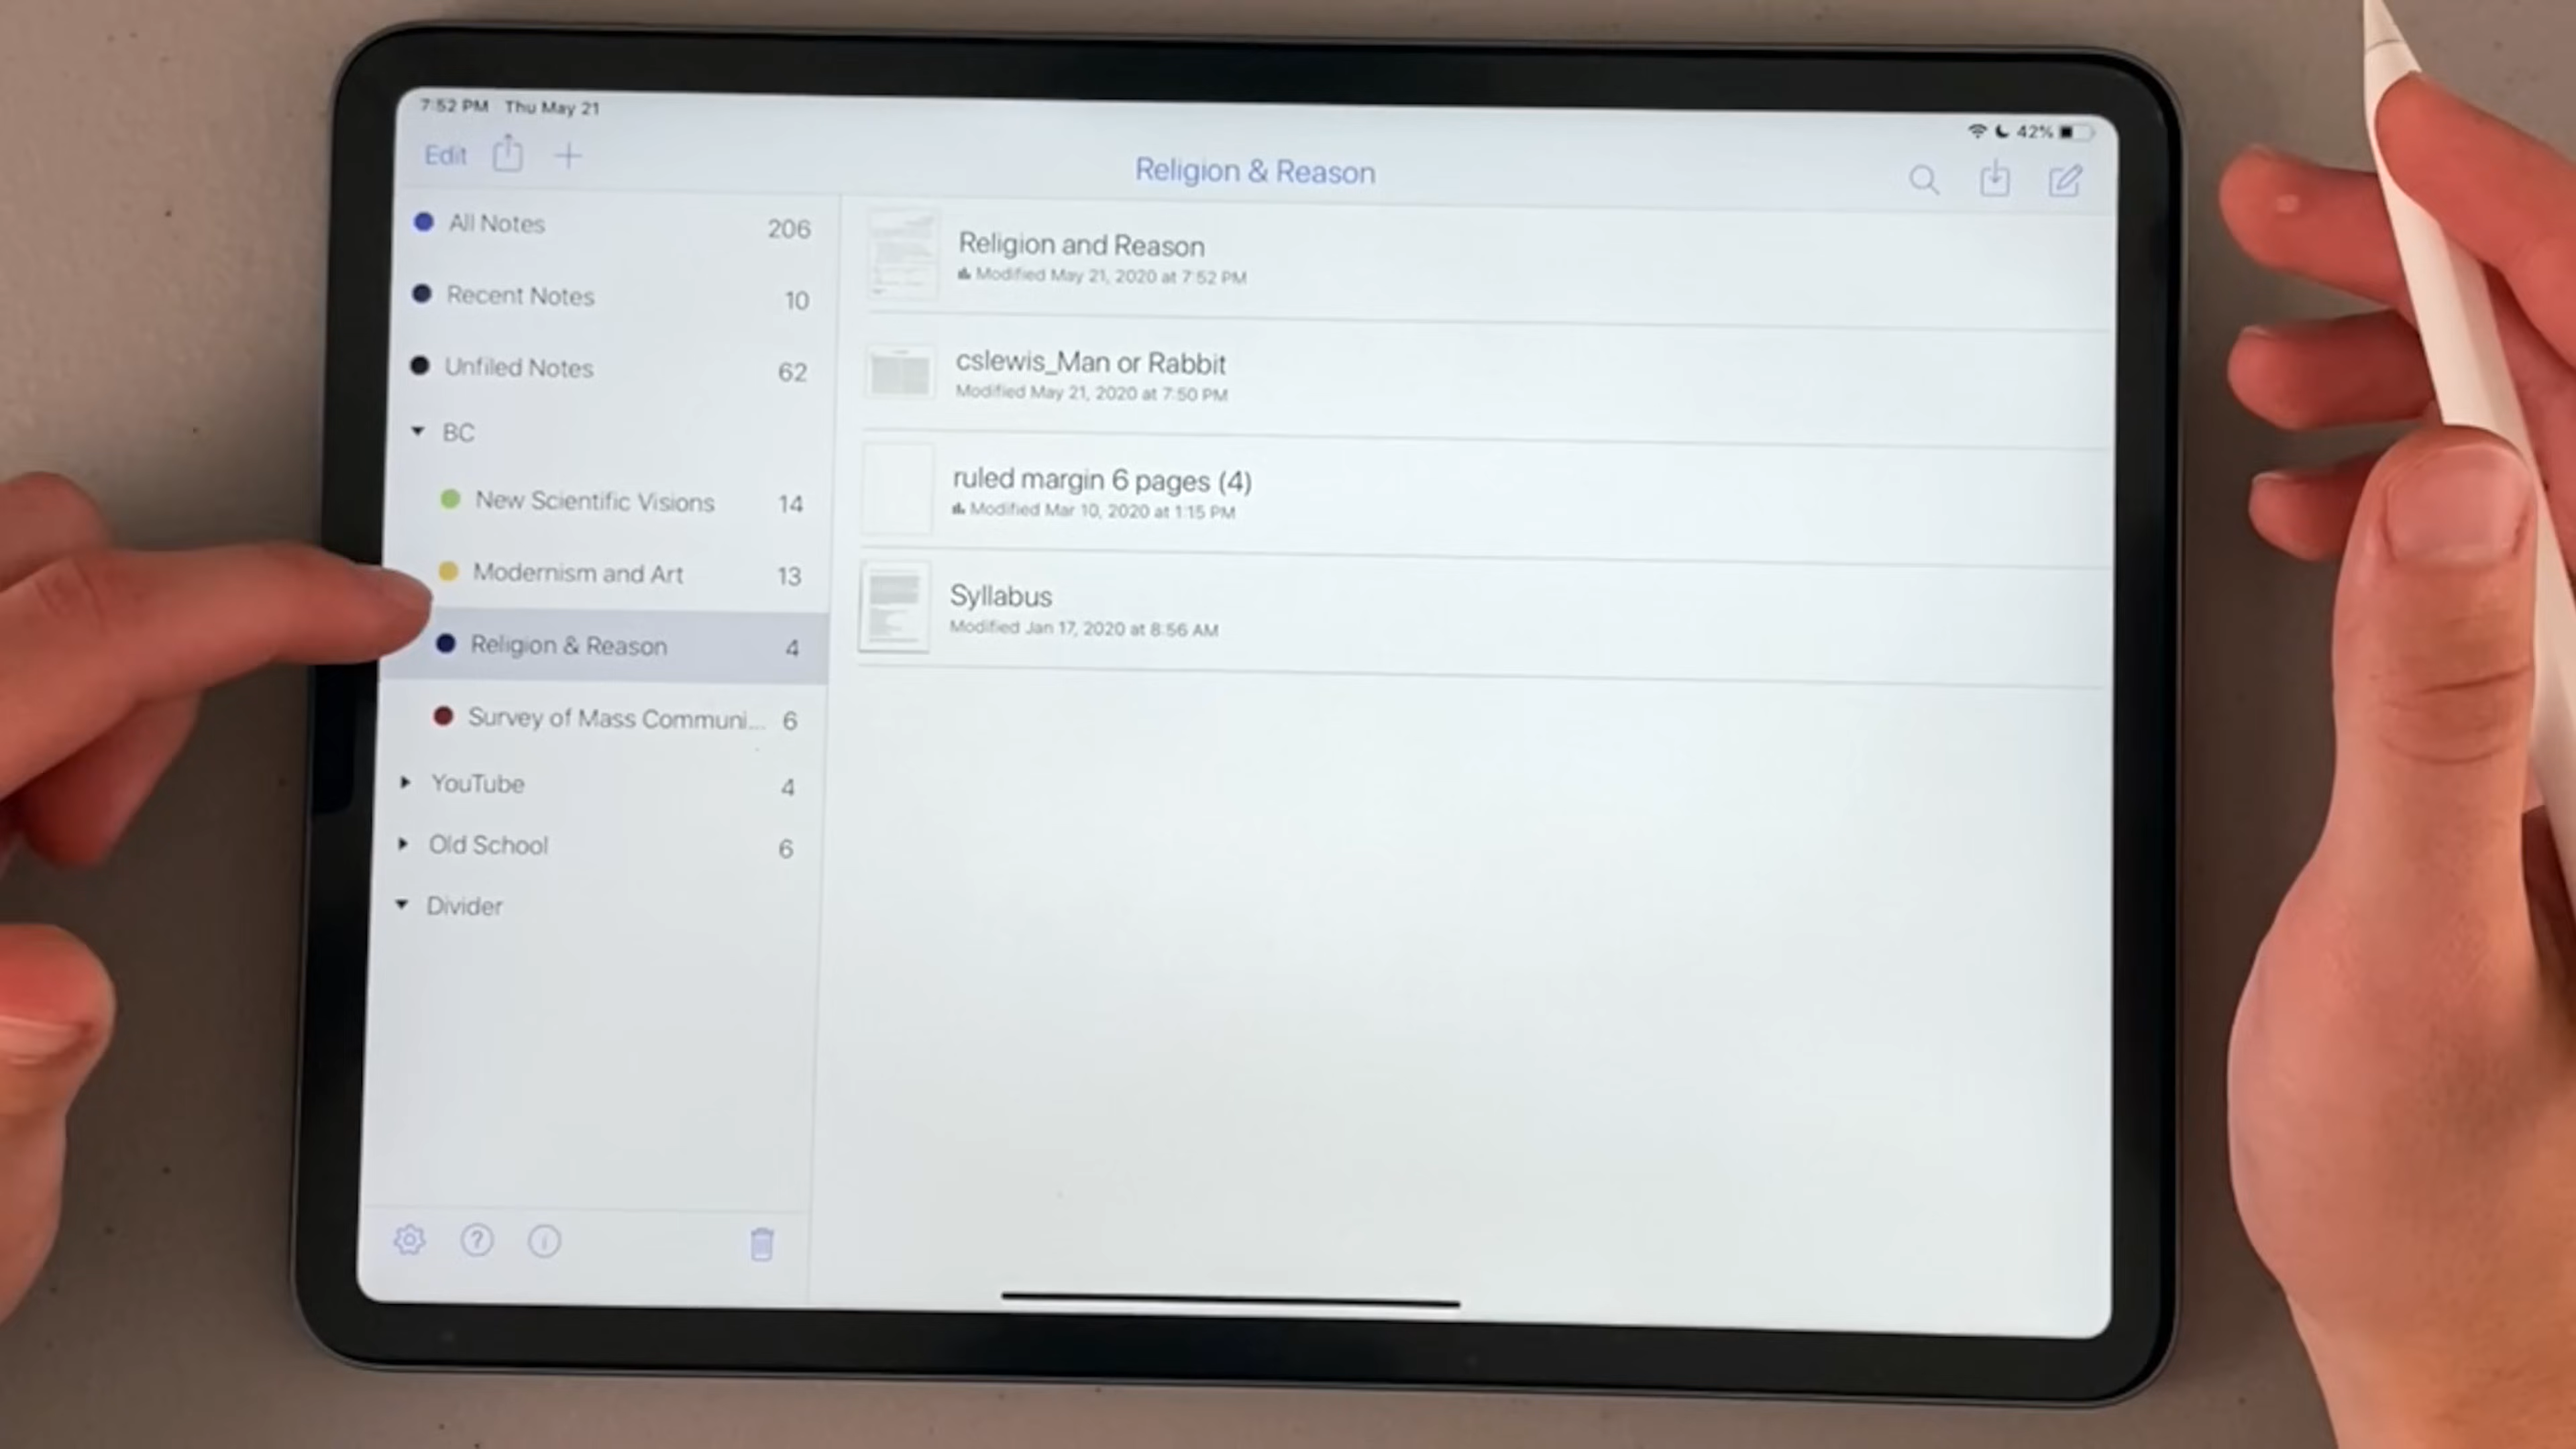 7:52 PM Thu May 21
42%
Edit
Religion & Reason
All Notes 206
Recent Notes 10
Unfiled Notes 62
BC
New Scientific Visions 14
Modernism and Art 13
Religion & Reason 4
Survey of Mass Communi... 6
YouTube 4
Old School 6
Divider
Religion and Reason
Modified May 21, 2020 at 7:52 PM
cslewis_Man or Rabbit
Modified May 21, 2020 at 7:50 PM
ruled margin 6 pages (4)
Modified Mar 10, 2020 at 1:15 PM
Syllabus
Modified Jan 17, 2020 at 8:56 AM